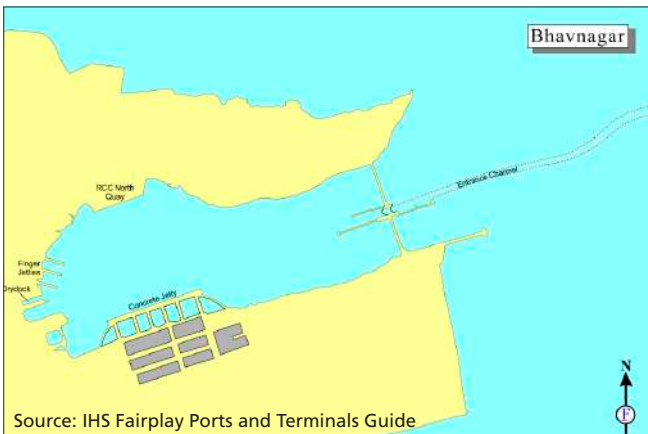 Bhavnagar
Entrance Channel
RCC North
Quay
Finger
Jetties
Drydock
Concrete Jetty
N
F
Source: IHS Fairplay Ports and Terminals Guide